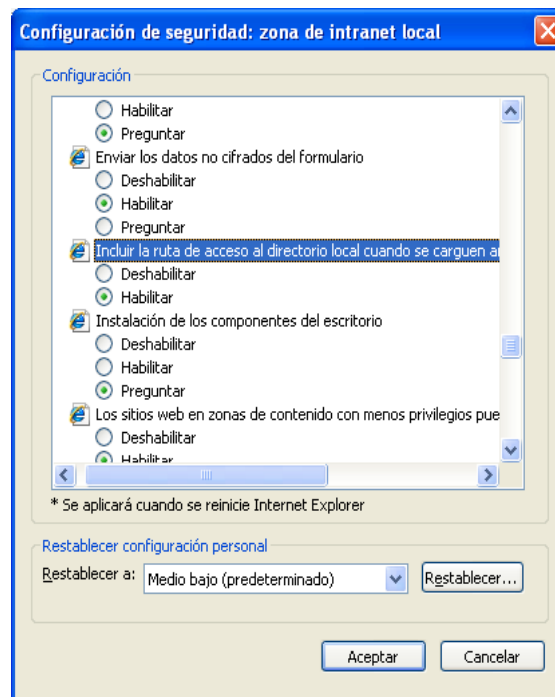 Configuración de seguridad: zona de intranet local
Configuración
Habilitar
Preguntar
Enviar los datos no cifrados del formulario
Deshabilitar
Habilitar
Preguntar
Incluir la ruta de acceso al directorio local cuando se carguen
Deshabilitar
Habilitar
Instalación de los componentes del escritorio
Deshabilitar
Habilitar
Preguntar
Los sitios web en zonas de contenido con menos privilegios pue
Deshabilitar
Habilitar
* Se aplicará cuando se reinicie Internet Explorer
Restablecer configuración personal
Restablecer a: Medio bajo (predeterminado) Restablecer...
Aceptar Cancelar